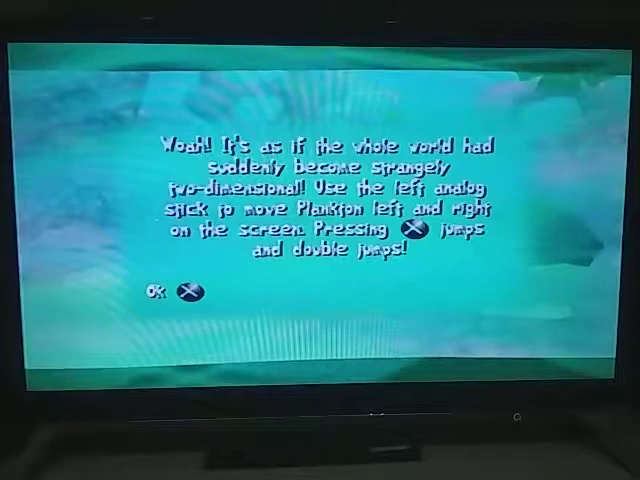 Woah! It's as if the whole world had
suddenly become strangely
two-dimensional! Use the left analog
stick to move Plankton left and right
on the screen. Pressing X jumps
and double jumps!
OK X